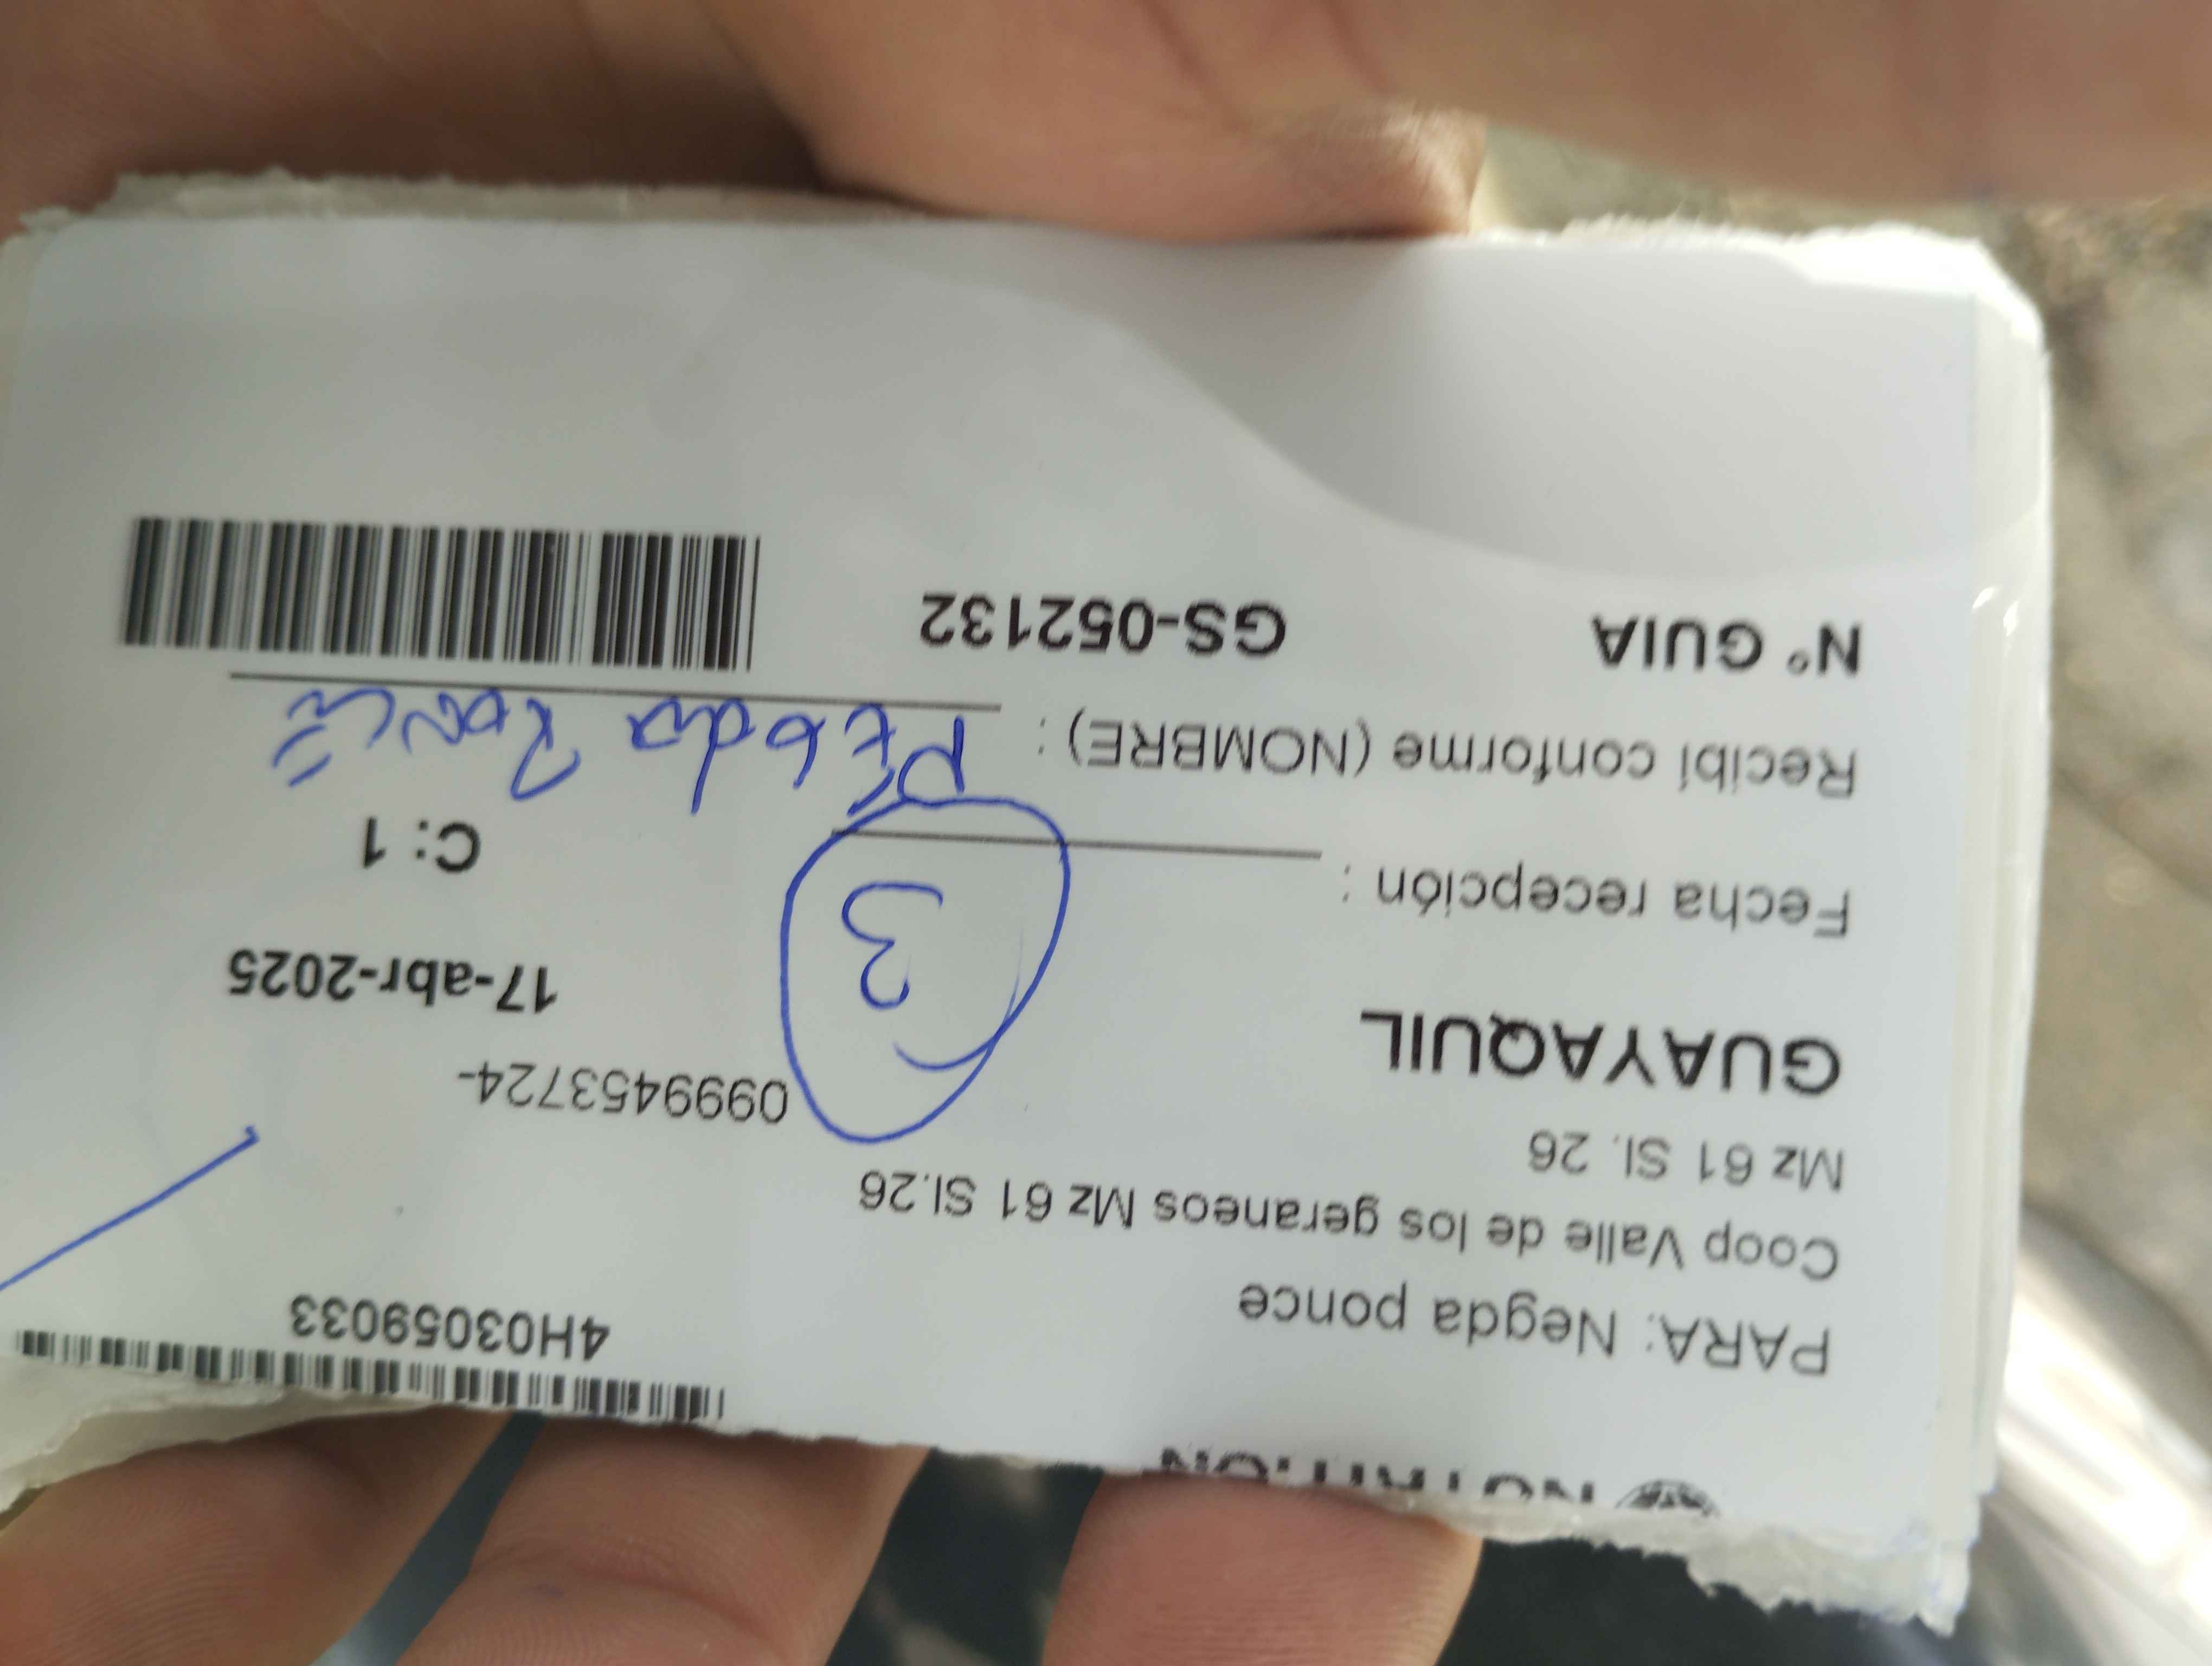 NUTRITION
4H03059033
PARA: Negda ponce
Coop Valle de los geraneos Mz 61 Sl.26
Mz 61 Sl. 26
0999453724-
GUAYAQUIL
17-abr-2025
3
Fecha recepción :
C: 1
Recibí conforme (NOMBRE) : Ponce
N° GUIA GS-052132